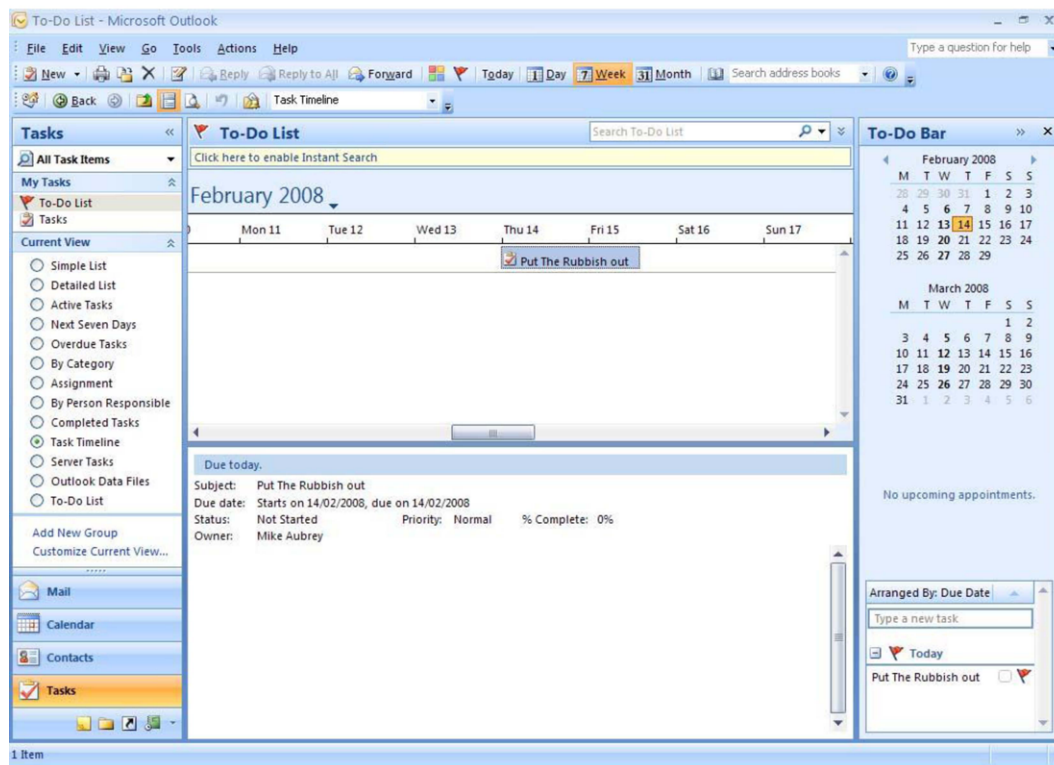 To-Do List - Microsoft Outlook
File Edit View Go Tools Actions Help
Type a question for help
New Reply Reply to All Forward Today 1 Day 7 Week 31 Month Search address books
Back Task Timeline
Tasks
All Task Items
My Tasks
To-Do List
Tasks
Current View
Simple List
Detailed List
Active Tasks
Next Seven Days
Overdue Tasks
By Category
Assignment
By Person Responsible
Completed Tasks
Task Timeline
Server Tasks
Outlook Data Files
To-Do List
Add New Group
Customize Current View...
Mail
Calendar
Contacts
Tasks
To-Do List
Search To-Do List
Click here to enable Instant Search
February 2008
Mon 11 Tue 12 Wed 13 Thu 14 Fri 15 Sat 16 Sun 17
Put The Rubbish out
Due today.
Subject: Put The Rubbish out
Due date: Starts on 14/02/2008, due on 14/02/2008
Status: Not Started Priority: Normal % Complete: 0%
Owner: Mike Aubrey
To-Do Bar
February 2008
M T W T F S S
28 29 30 31 1 2 3
4 5 6 7 8 9 10
11 12 13 14 15 16 17
18 19 20 21 22 23 24
25 26 27 28 29
March 2008
M T W T F S S
1 2
3 4 5 6 7 8 9
10 11 12 13 14 15 16
17 18 19 20 21 22 23
24 25 26 27 28 29 30
31 1 2 3 4 5 6
No upcoming appointments.
Arranged By: Due Date
Type a new task
Today
Put The Rubbish out
1 Item